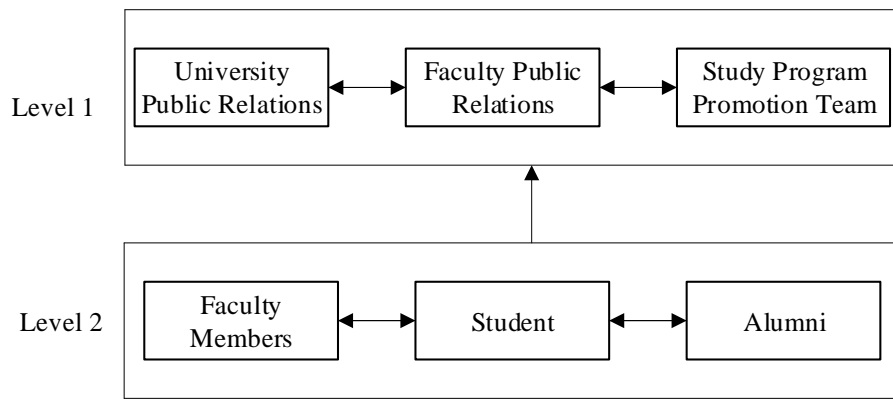 Level 1
University
Public Relations
Faculty Public
Relations
Study Program
Promotion Team
Level 2
Faculty
Members
Student
Alumni